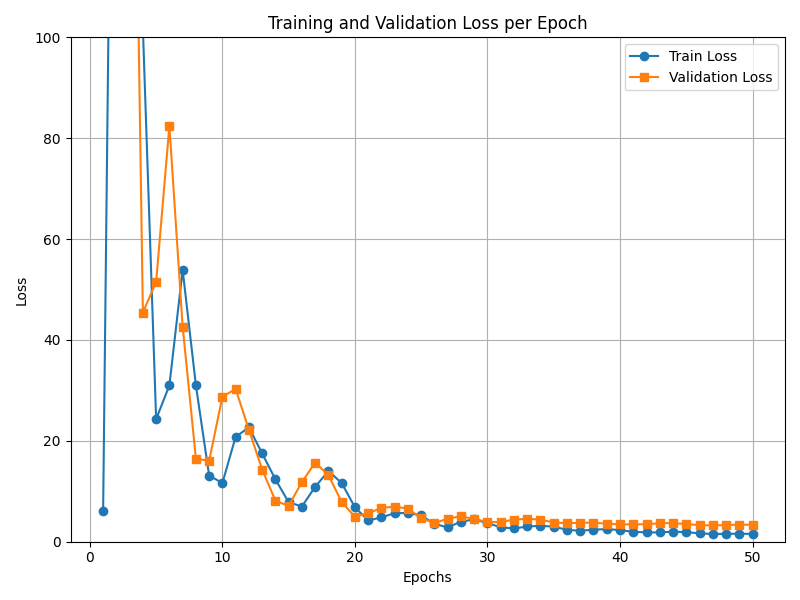 Training and Validation Loss per Epoch
Train Loss
Validation Loss
Loss
100
80
60
40
20
0
0 10 20 30 40 50
Epochs